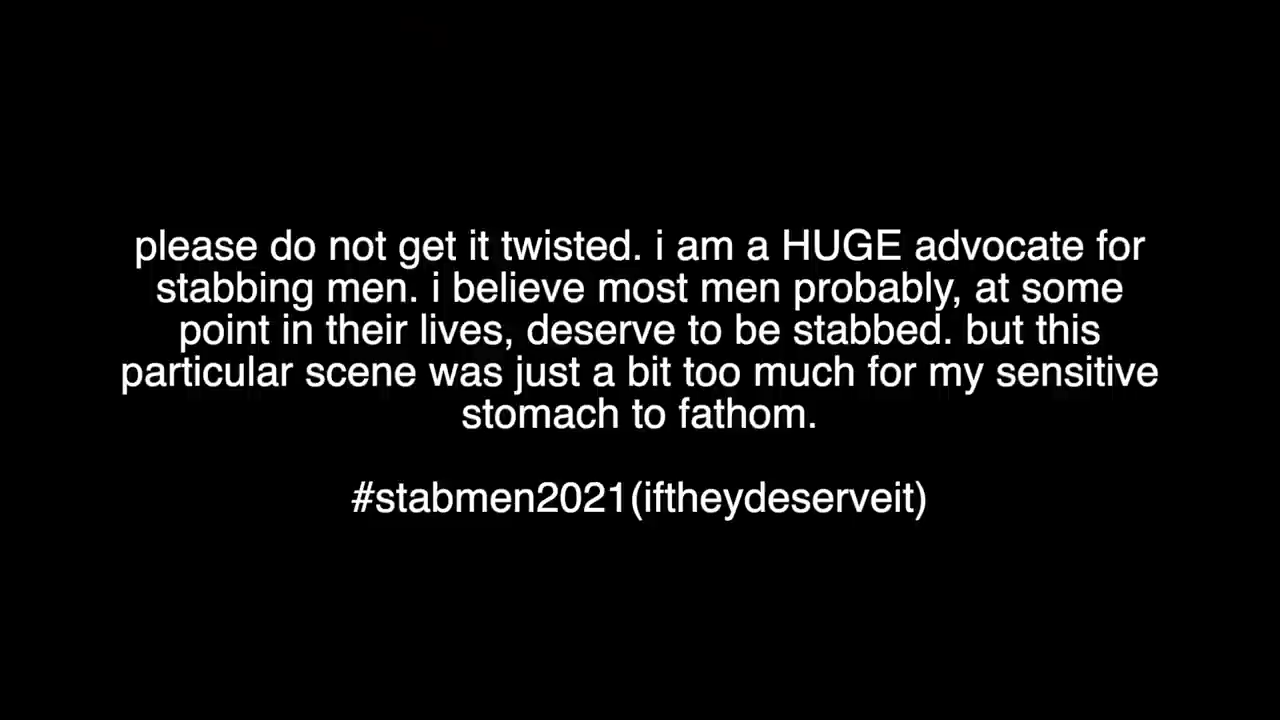 please do not get it twisted. i am a HUGE advocate for
stabbing men. i believe most men probably, at some
point in their lives, deserve to be stabbed. but this
particular scene was just a bit too much for my sensitive
stomach to fathom.
#stabmen2021(iftheydeserveit)